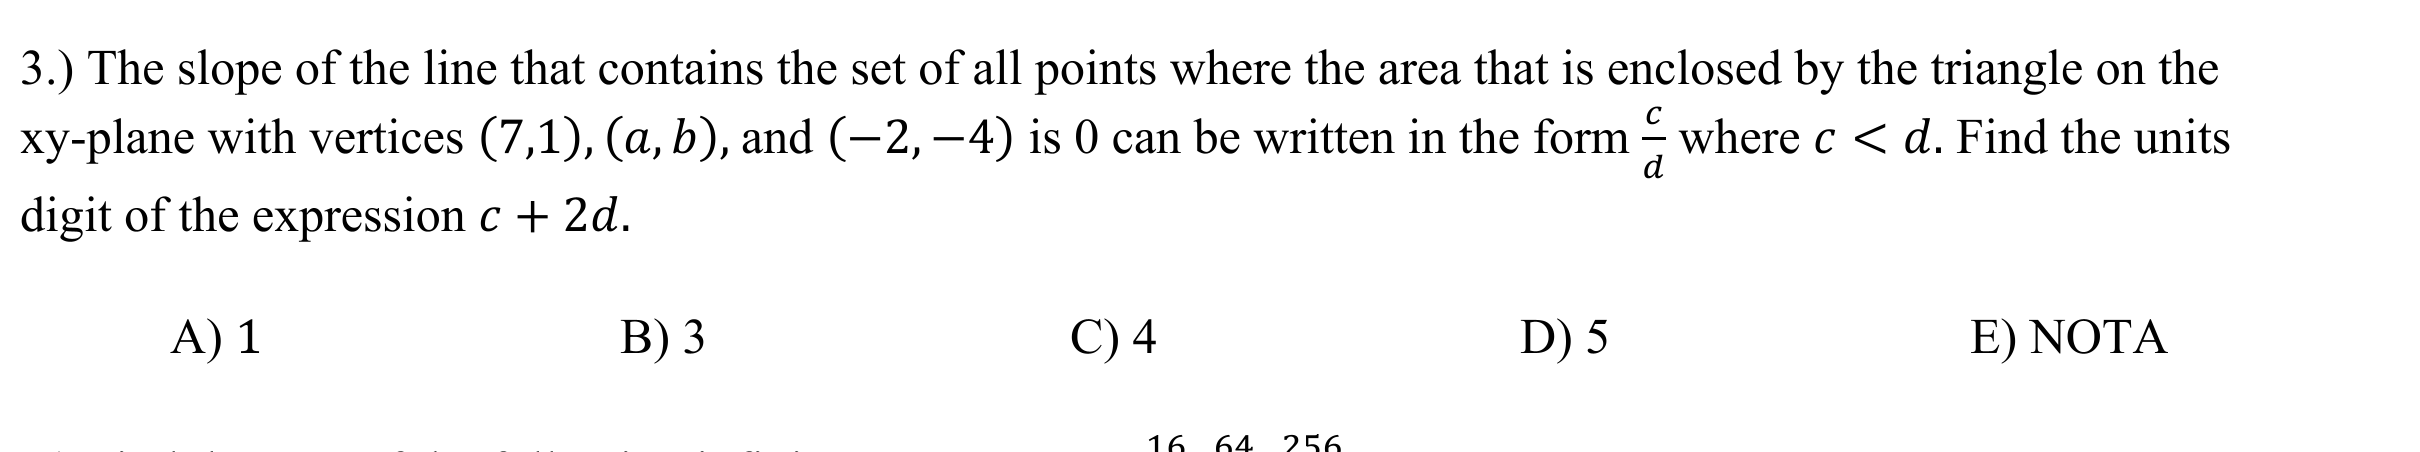 3.) The slope of the line that contains the set of all points where the area that is enclosed by the triangle on the
xy-plane with vertices (7,1), (a, b), and (−2, −4) is 0 can be written in the form c/d where c < d. Find the units
digit of the expression c + 2d.
A) 1 B) 3 C) 4 D) 5 E) NOTA
16 64 256